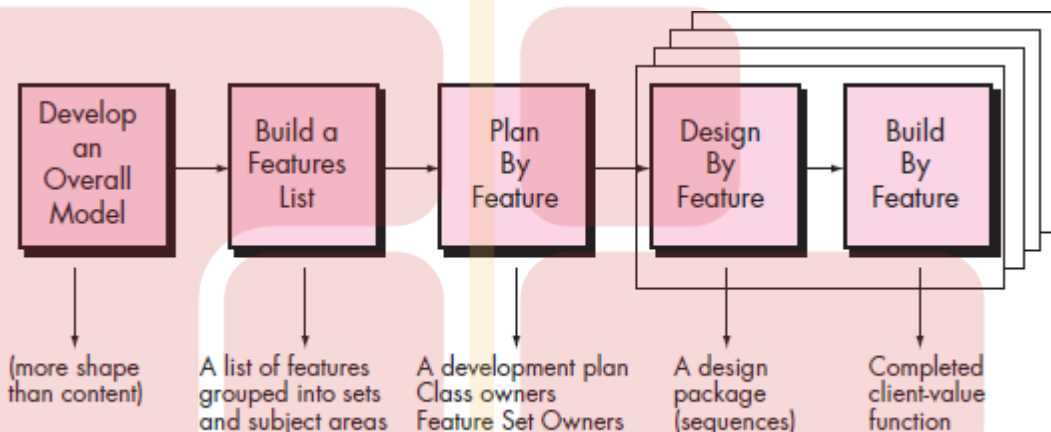 Develop
an
Overall
Model
Build a
Features
List
Plan
By
Feature
Design
By
Feature
Build
By
Feature
(more shape
than content)
A list of features
grouped into sets
and subject areas
A development plan
Class owners
Feature Set Owners
A design
package
(sequences)
Completed
client-value
function